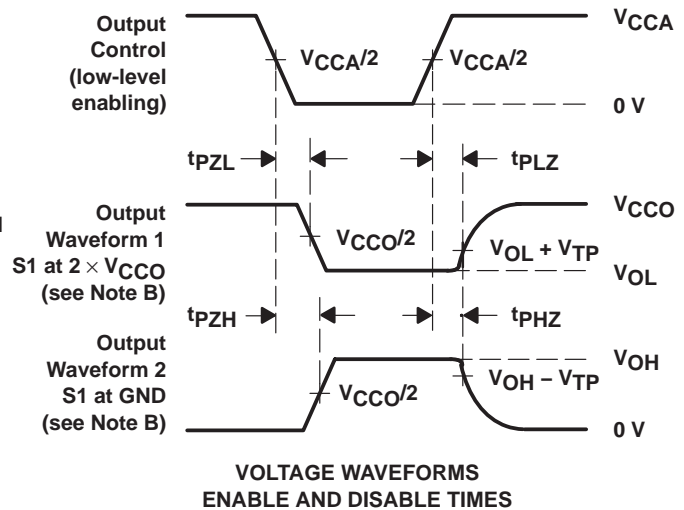 Output
Control
(low-level
enabling)
VCCA/2
VCCA/2
VCCA
0 V
tPZL
tPLZ
Output
Waveform 1
S1 at 2 × VCCO
(see Note B)
VCCO/2
VCCO
VOL + VTP
VOL
tPZH
tPHZ
Output
Waveform 2
S1 at GND
(see Note B)
VCCO/2
VOH
VOH − VTP
0 V
VOLTAGE WAVEFORMS
ENABLE AND DISABLE TIMES